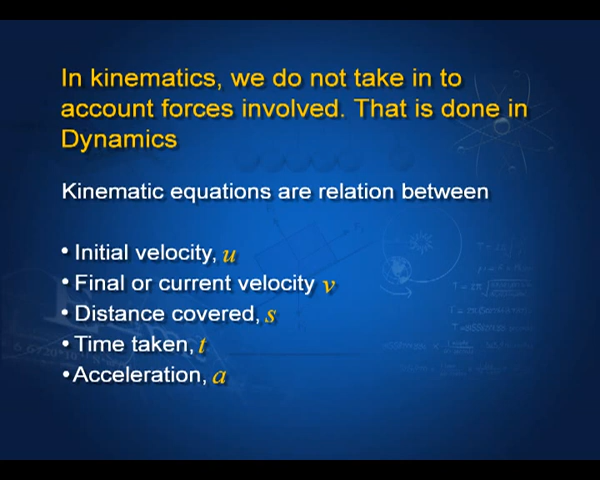 In kinematics, we do not take in to
account forces involved. That is done in
Dynamics
Kinematic equations are relation between
• Initial velocity, u
• Final or current velocity v
• Distance covered, s
• Time taken, t
• Acceleration, a